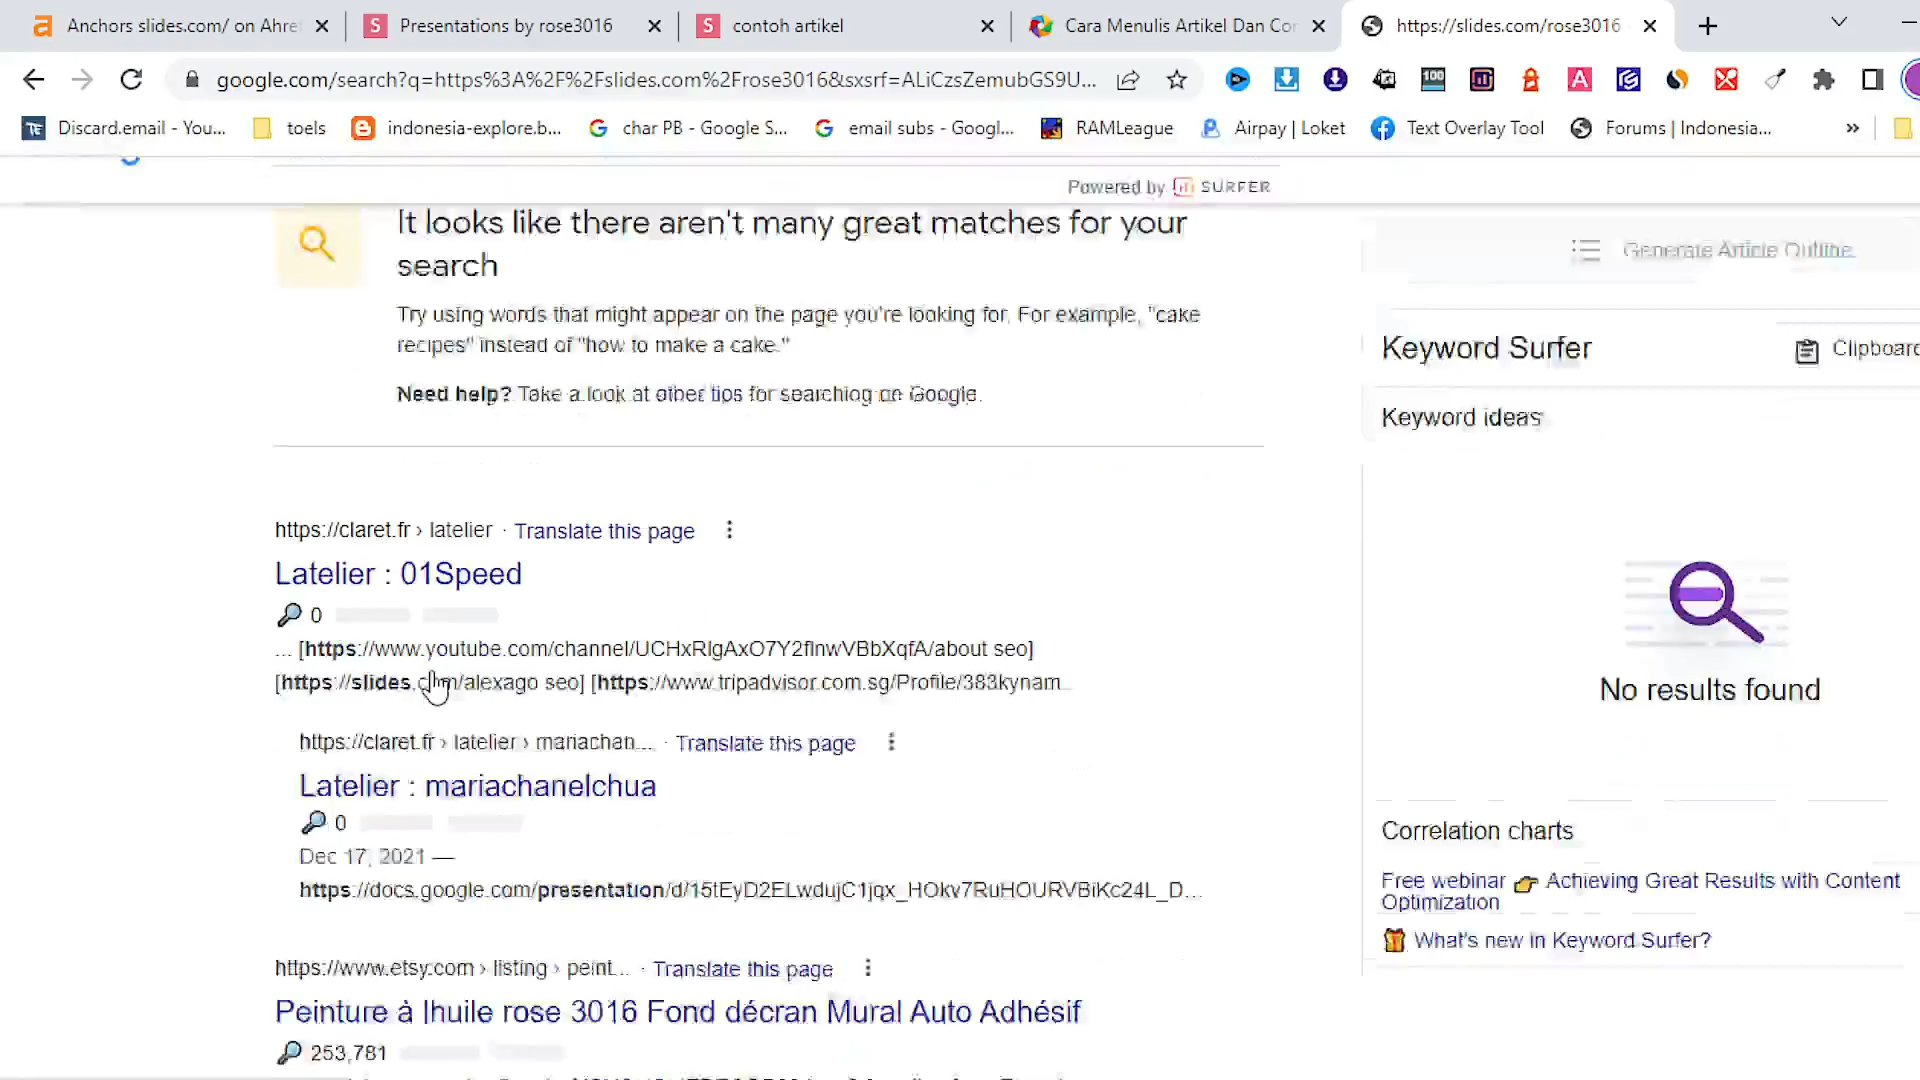 Anchors slides.com/ on Ahre
Presentations by rose3016
contoh artikel
Cara Menulis Artikel Dan Con
https://slides.com/rose3016
google.com/search?q=https%3A%2F%2Fslides.com%2Frose3016&sxsrf=ALiCzsZemubGS9U...
100
TE Discard.email - You...
toels
indonesia-explore.b...
char PB - Google S...
email subs - Googl...
RAMLeague
Airpay | Loket
Text Overlay Tool
Forums | Indonesia...
»
Powered by SURFER
It looks like there aren't many great matches for your
search
Try using words that might appear on the page you're looking for. For example, "cake
recipes" instead of "how to make a cake."
Need help? Take a look at other tips for searching on Google.
https://claret.fr › latelier · Translate this page
Latelier : 01Speed
0
... [https://www.youtube.com/channel/UCHxRlgAxO7Y2flnwVBbXqfA/about seo]
[https://slides.com/alexago seo] [https://www.tripadvisor.com.sg/Profile/383kynam...
https://claret.fr › latelier › mariachan... · Translate this page
Latelier : mariachanelchua
0
Dec 17, 2021 —
https://docs.google.com/presentation/d/15tEyD2ELwdujC1jqx_HOkv7RuHOURVBiKc24L_D...
https://www.etsy.com › listing › peint... · Translate this page
Peinture à lhuile rose 3016 Fond décran Mural Auto Adhésif
253,781
Generate Article Outline
Keyword Surfer
Clipboard
Keyword ideas
No results found
Correlation charts
Free webinar 👉 Achieving Great Results with Content
Optimization
🎁 What's new in Keyword Surfer?